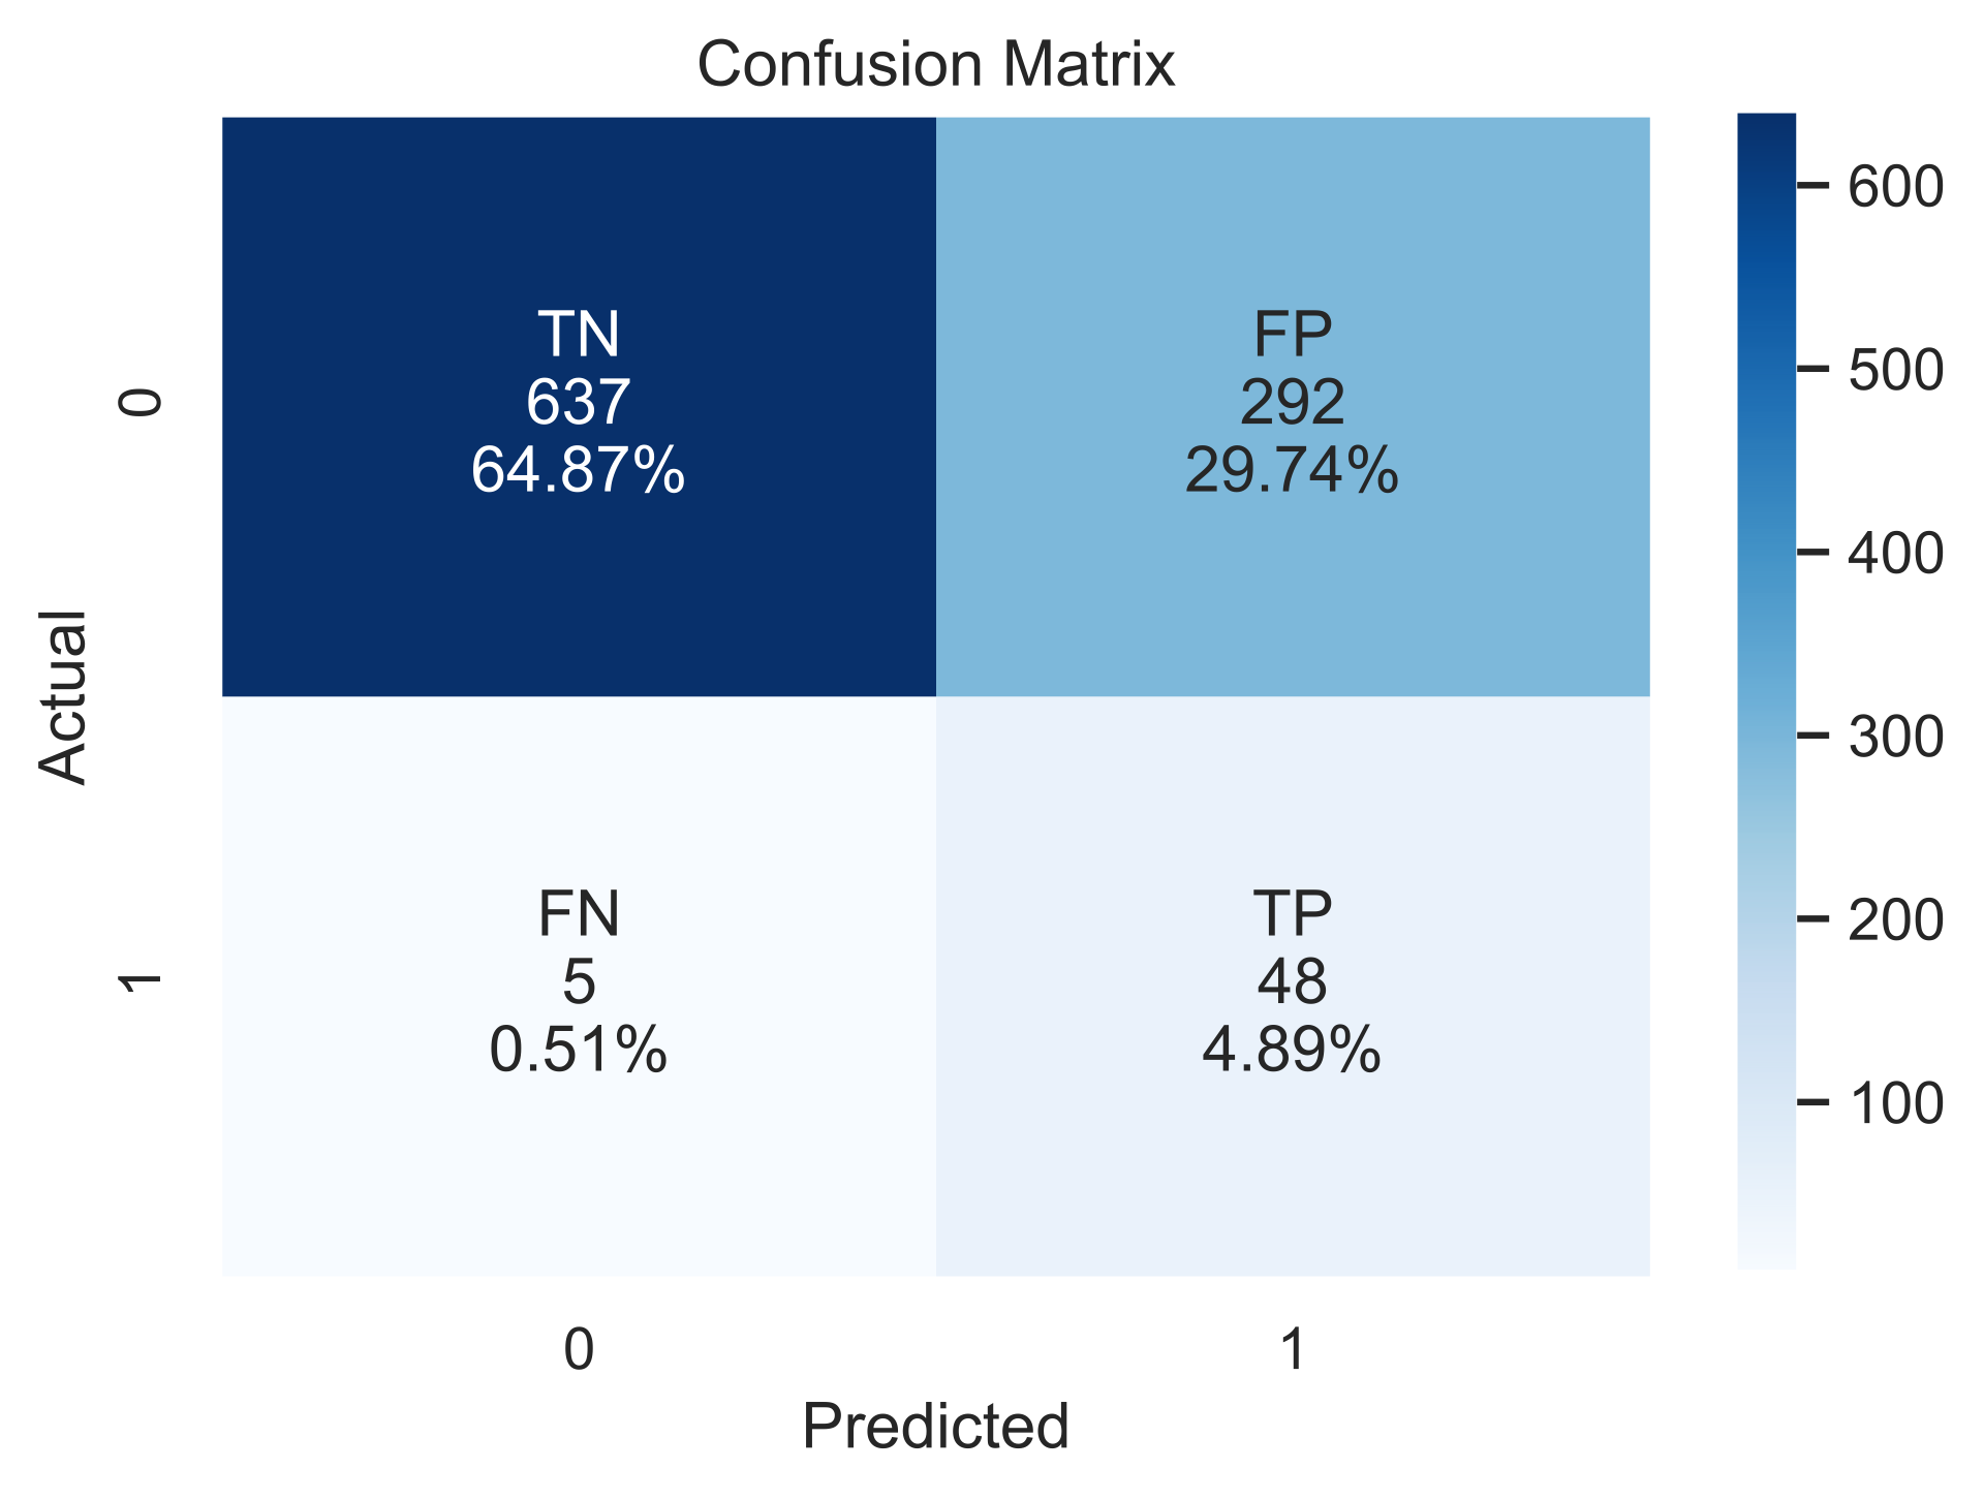 Confusion Matrix
TN
637
64.87%
FP
292
29.74%
FN
5
0.51%
TP
48
4.89%
0
1
Actual
0
1
Predicted
600
500
400
300
200
100